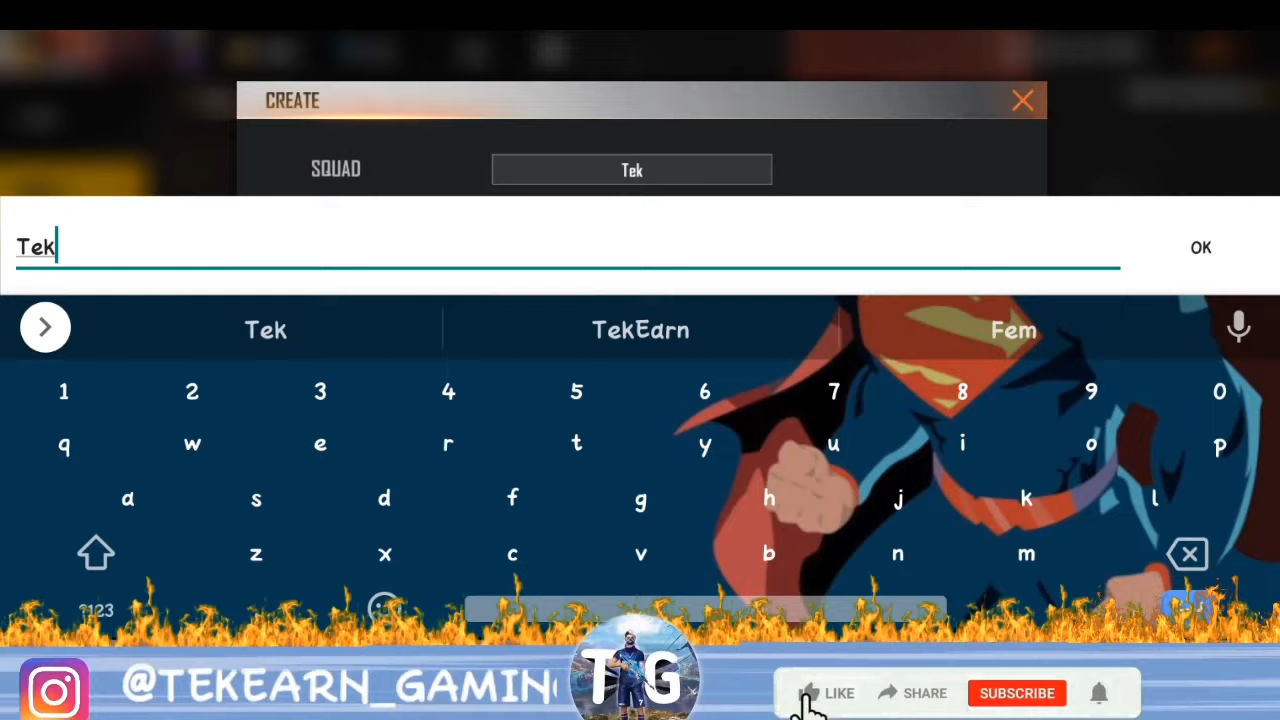 CREATE
SQUAD Tek
Tek OK
Tek TekEarn Fem
1 2 3 4 5 6 7 8 9 0
q w e r t y u i o p
a s d f g h j k l
z x c v b n m
?123
@TEKEARN_GAMIN
TG
LIKE SHARE SUBSCRIBE